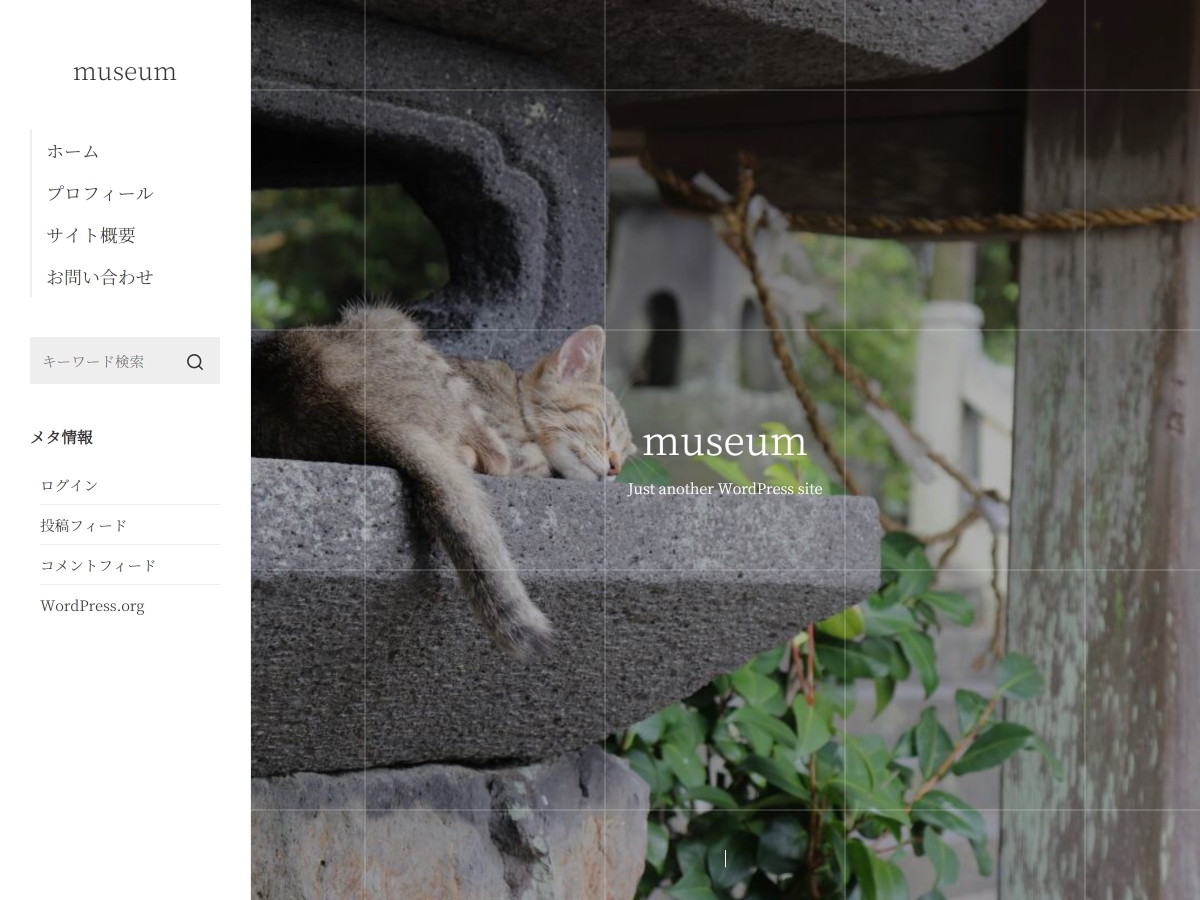 museum
ホーム
プロフィール
サイト概要
お問い合わせ
キーワード検索
メタ情報
ログイン
投稿フィード
コメントフィード
WordPress.org
museum
Just another WordPress site